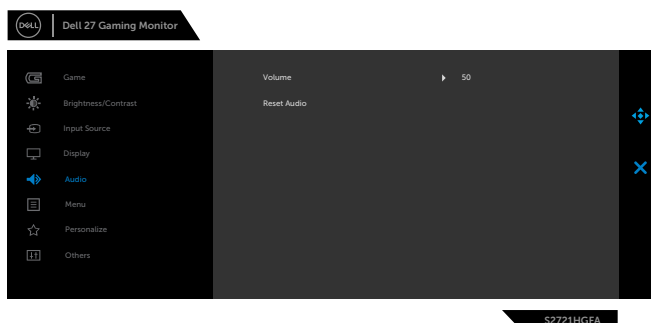 DELL
Dell 27 Gaming Monitor
Game
Volume 50
Brightness/Contrast
Reset Audio
Input Source
Display
Audio
Menu
Personalize
Others
S2721HGFA